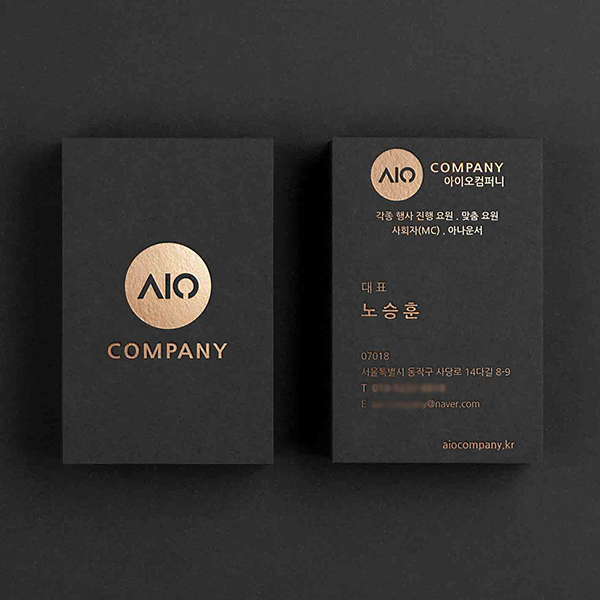 AIO
COMPANY
AIO
COMPANY
아이오컴퍼니
각종 행사 진행 요원 . 맞춤 요원
사회자(MC) . 아나운서
대 표
노 승 훈
07018
서울특별시 동작구 사당로 14다길 8-9
T
E @naver.com
aiocompany.kr